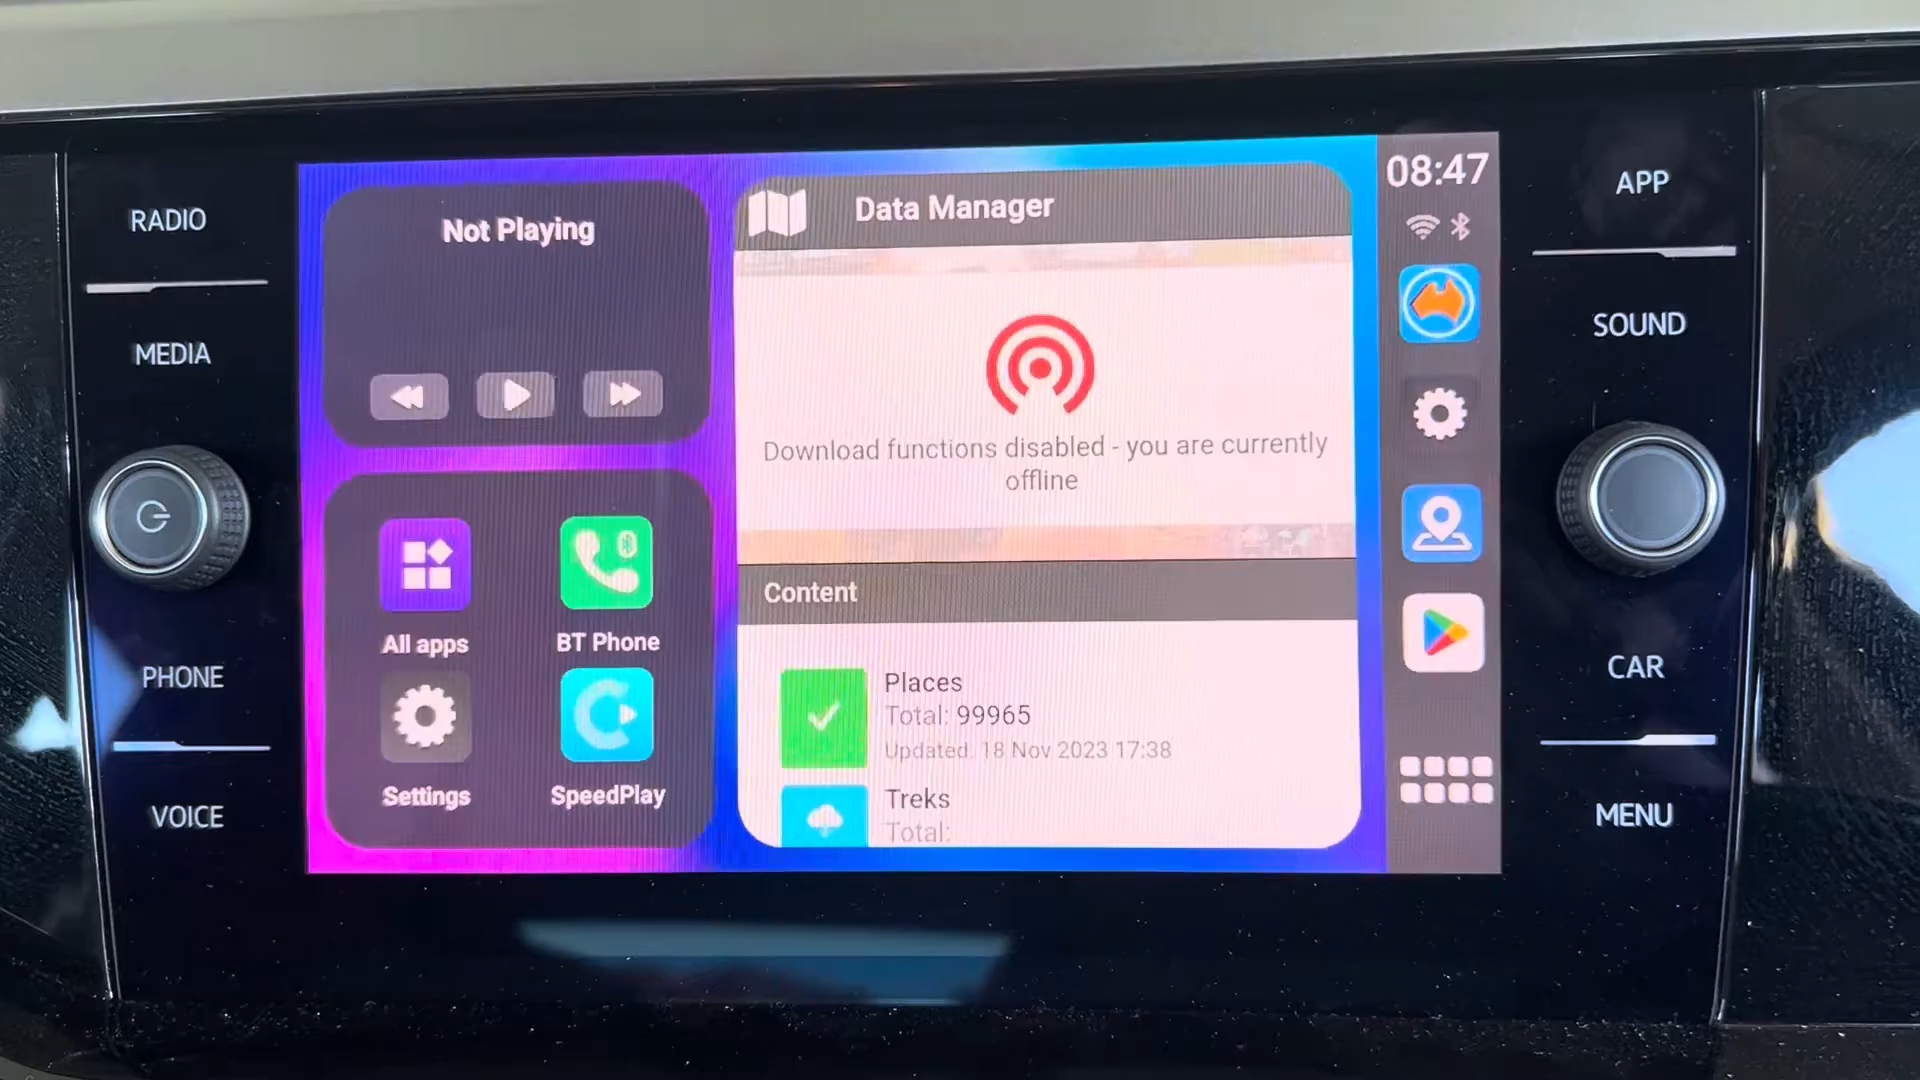 RADIO
MEDIA
PHONE
VOICE
Not Playing
All apps
BT Phone
Settings
SpeedPlay
Data Manager
Download functions disabled - you are currently
offline
Content
Places
Total: 99965
Updated: 18 Nov 2023 17:38
Treks
Total:
08:47
APP
SOUND
CAR
MENU